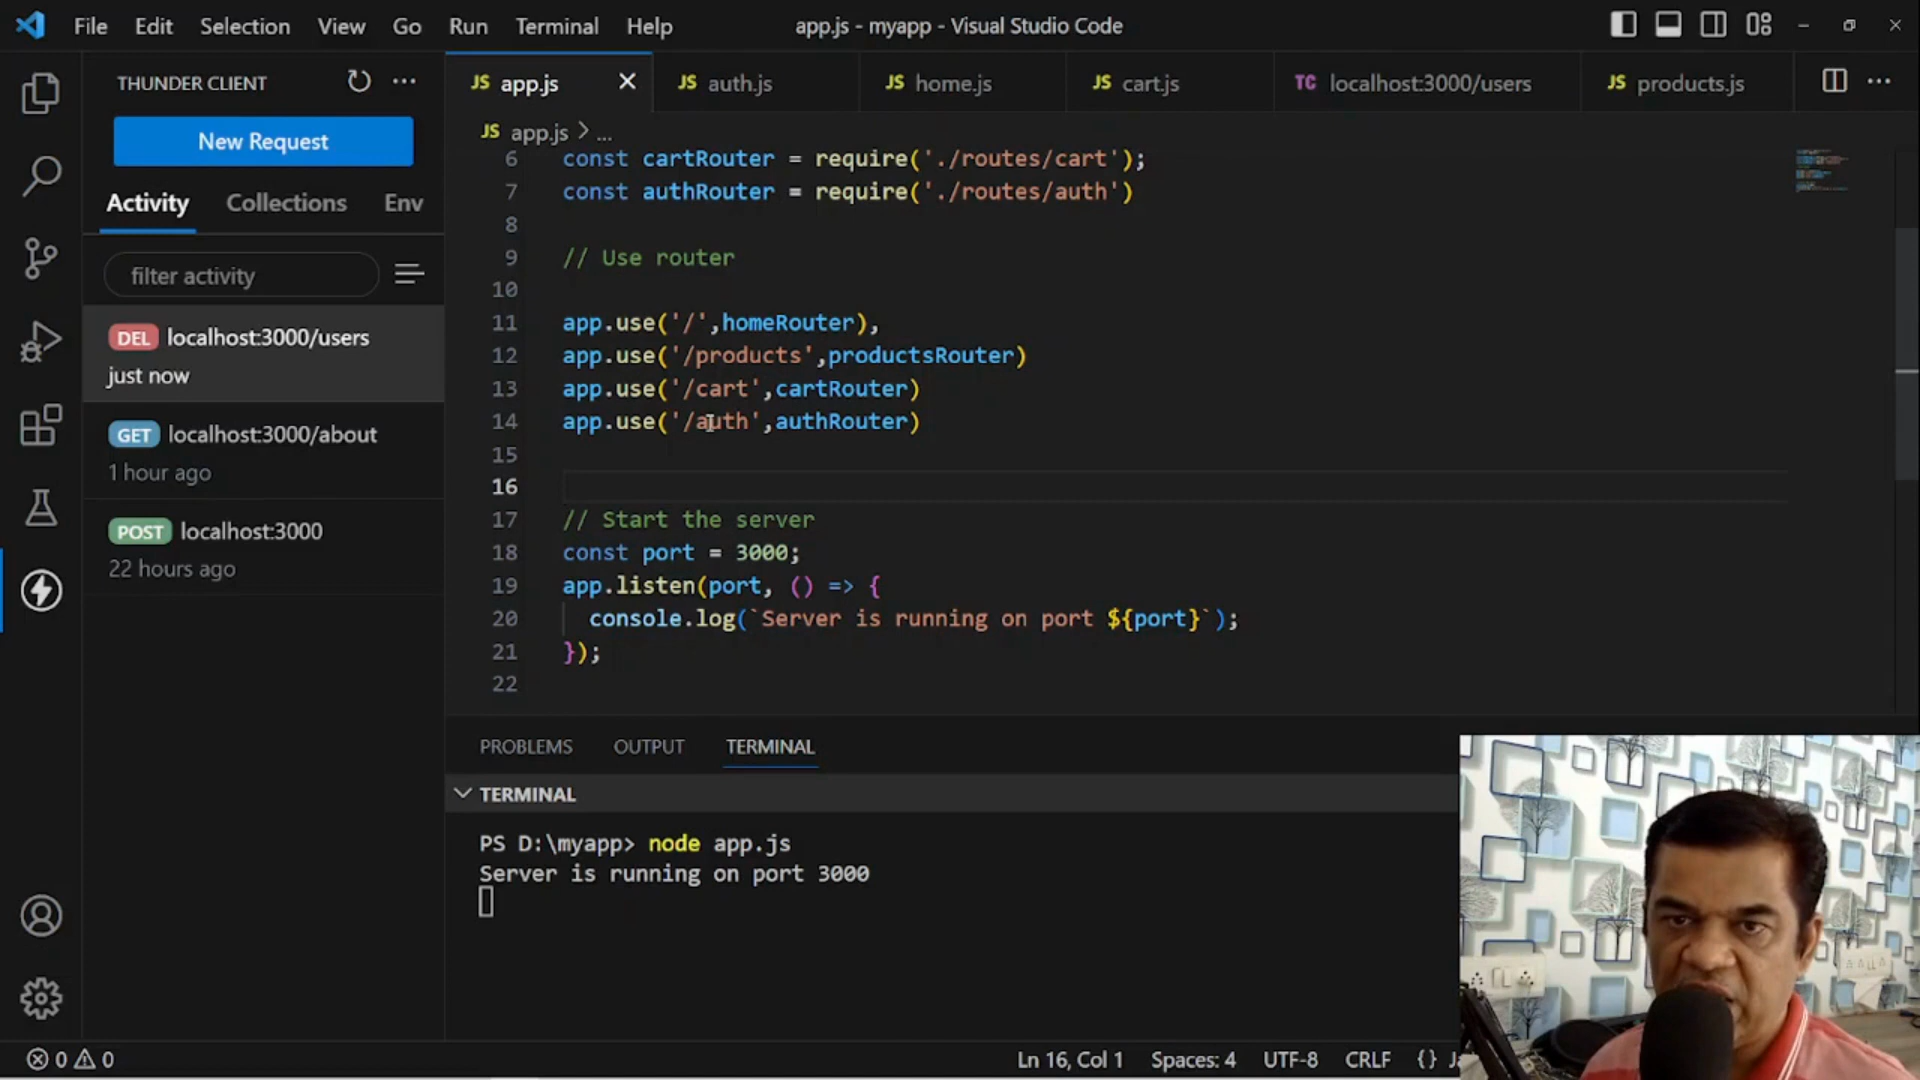 File Edit Selection View Go Run Terminal Help
app.js - myapp - Visual Studio Code
THUNDER CLIENT
New Request
Activity Collections Env
filter activity
DEL localhost:3000/users
just now
GET localhost:3000/about
1 hour ago
POST localhost:3000
22 hours ago
JS app.js JS auth.js JS home.js JS cart.js TC localhost:3000/users JS products.js
JS app.js > ...
6 const cartRouter = require('./routes/cart');
7 const authRouter = require('./routes/auth')
8
9 // Use router
10
11 app.use('/',homeRouter),
12 app.use('/products',productsRouter)
13 app.use('/cart',cartRouter)
14 app.use('/auth',authRouter)
15
16
17 // Start the server
18 const port = 3000;
19 app.listen(port, () => {
20 console.log(`Server is running on port ${port}`);
21 });
22
PROBLEMS OUTPUT TERMINAL
TERMINAL
PS D:\myapp> node app.js
Server is running on port 3000
0 0
Ln 16, Col 1 Spaces: 4 UTF-8 CRLF {}